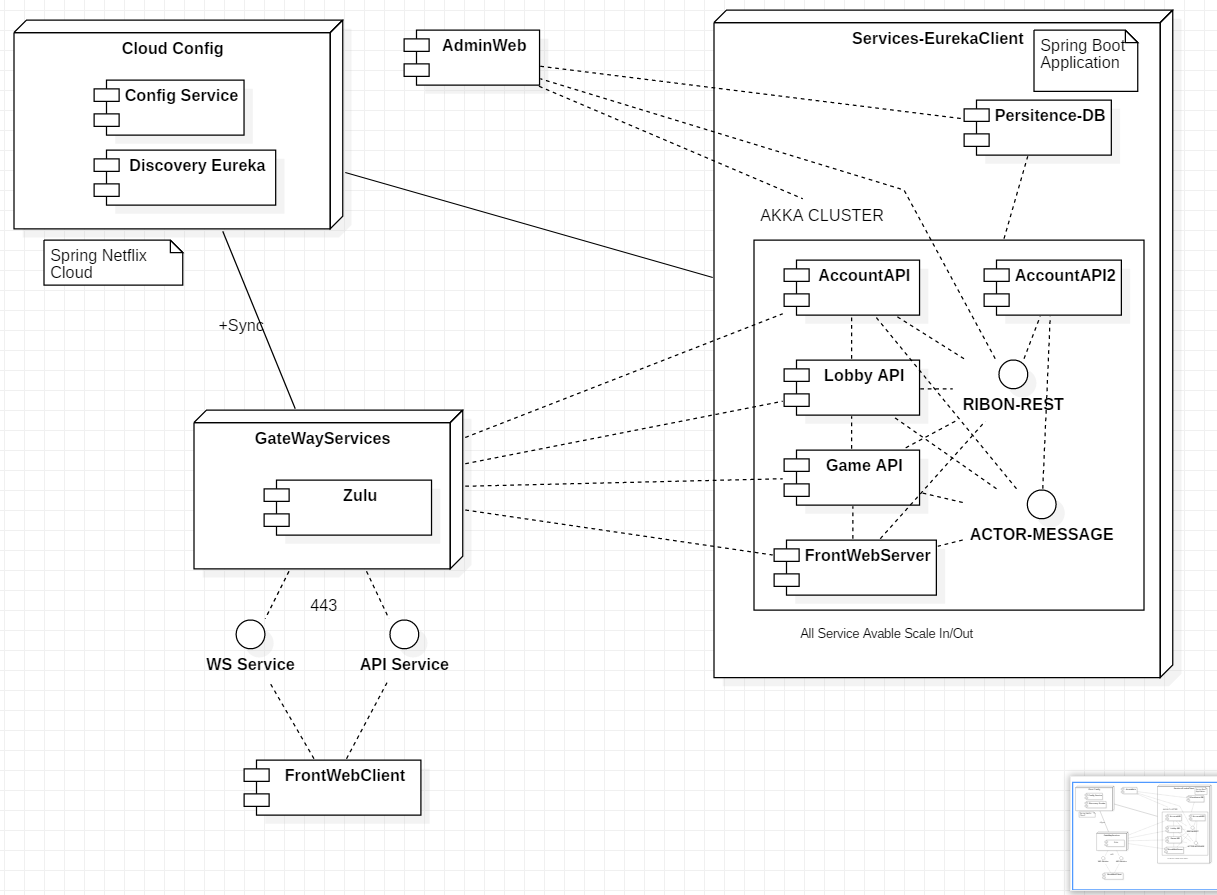 Cloud Config
Config Service
Discovery Eureka
Spring Netflix
Cloud
AdminWeb
Services-EurekaClient
Spring Boot
Application
Persitence-DB
AKKA CLUSTER
AccountAPI
AccountAPI2
Lobby API
RIBON-REST
Game API
ACTOR-MESSAGE
FrontWebServer
All Service Avable Scale In/Out
+Sync
GateWayServices
Zulu
443
WS Service
API Service
FrontWebClient